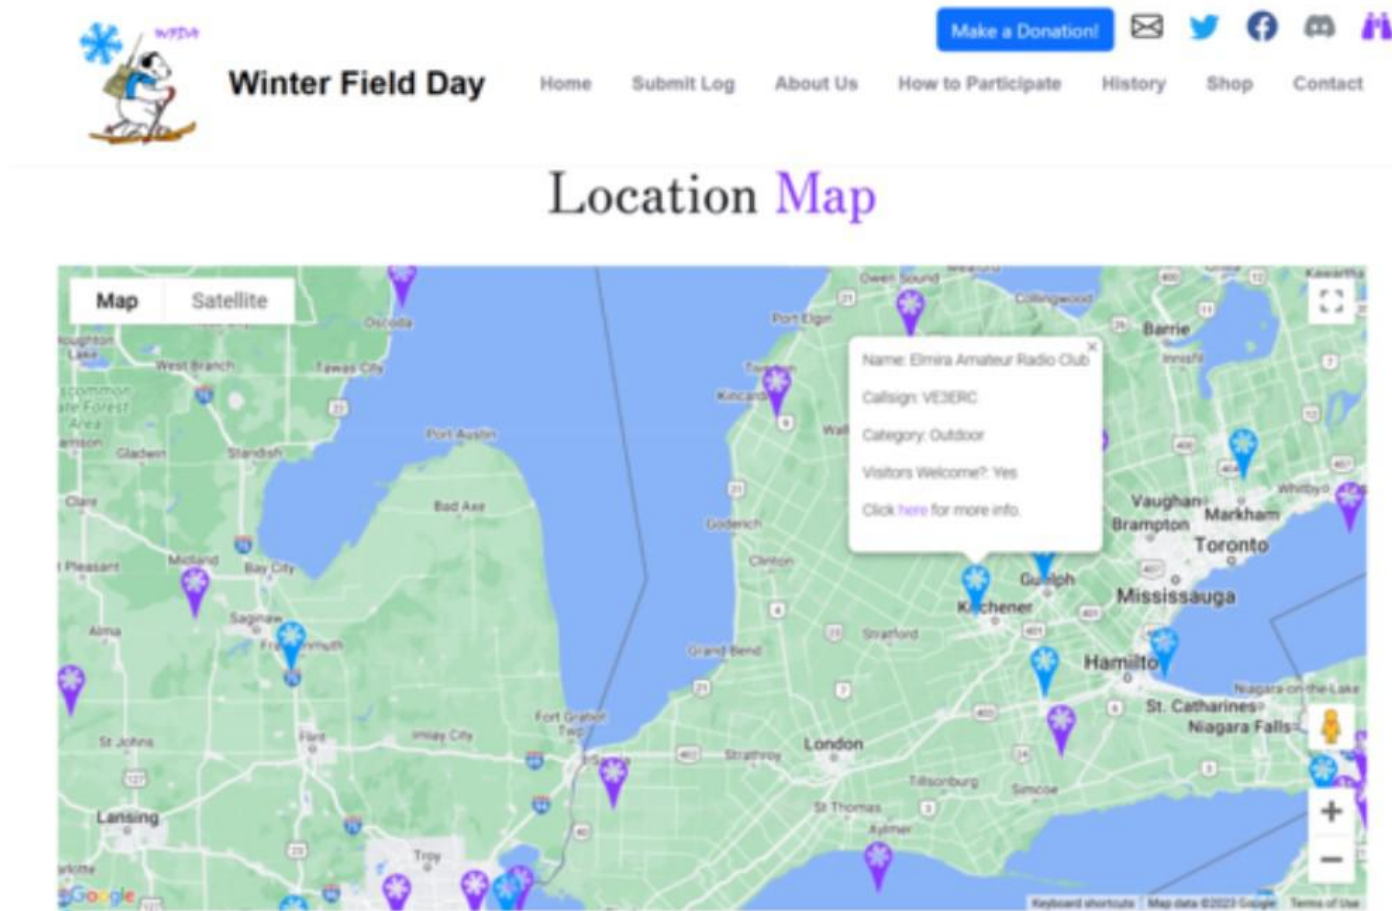 WFDA
Make a Donation!
Winter Field Day
Home
Submit Log
About Us
How to Participate
History
Shop
Contact
Location Map
Map
Satellite
Name: Elmira Amateur Radio Club
Callsign: VE3ERC
Category: Outdoor
Visitors Welcome?: Yes
Click here for more info.
Oscoda
West Branch
Tawas City
Gladwin
Standish
Clare
Midland
Bay City
Saginaw
Alma
St Johns
Flint
Imlay City
Lansing
Troy
Port Austin
Bad Axe
Fort Gratiot
Twp
Owen Sound
Collingwood
Port Elgin
Barrie
Innisfil
Goderich
Clinton
Grand Bend
Stratford
Vaughan
Markham
Brampton
Toronto
Mississauga
Whitby
Hamilto
St. Catharines
Niagara-on-the-Lake
Niagara Falls
London
Strathroy
St Thomas
Aylmer
Tillsonburg
Simcoe
Google
Keyboard shortcuts
Map data ©2023 Google
Terms of Use